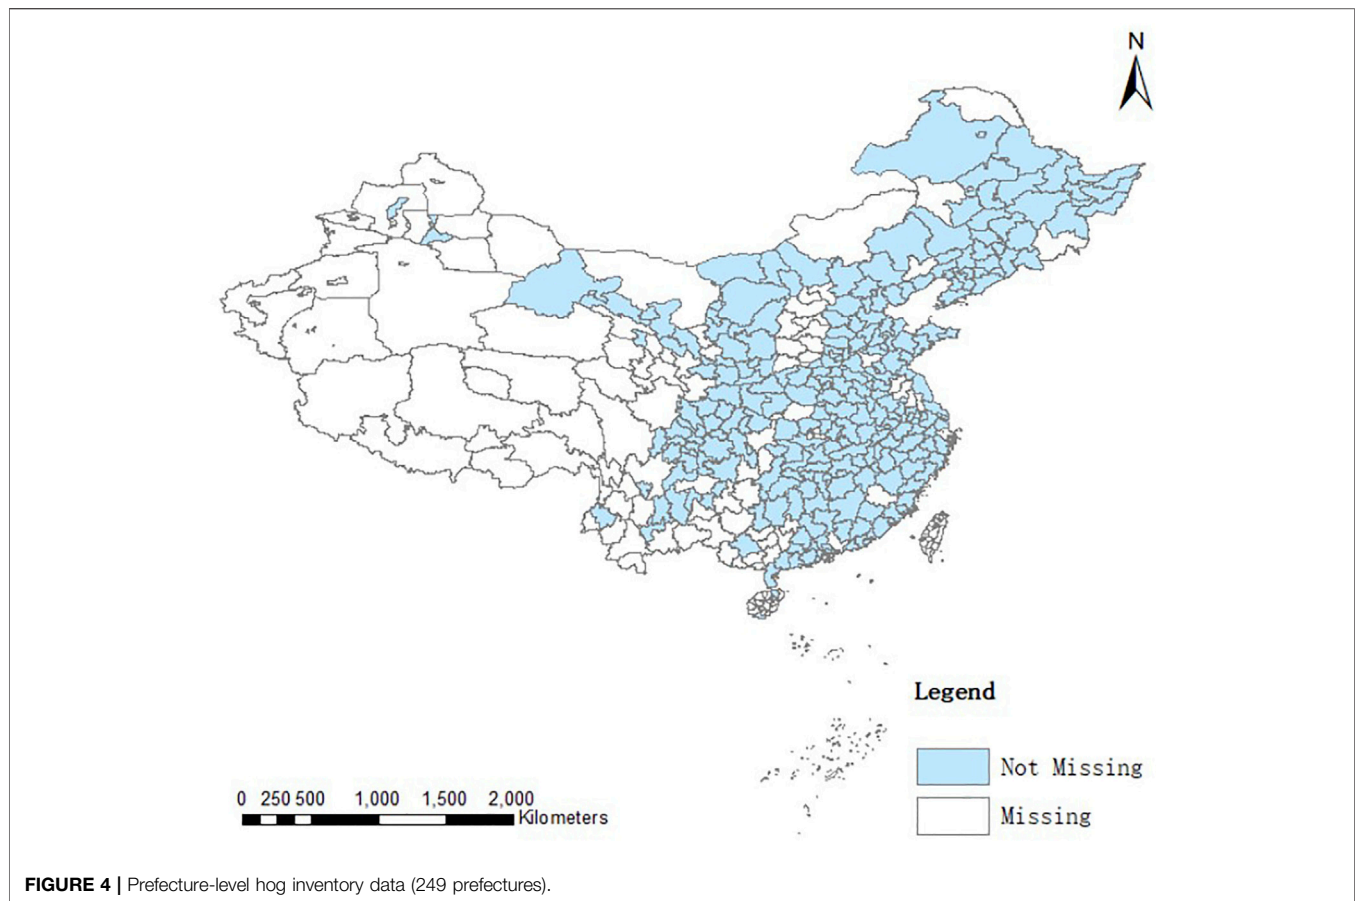 N
Legend
Not Missing
Missing
0 250 500 1,000 1,500 2,000
Kilometers
FIGURE 4 | Prefecture-level hog inventory data (249 prefectures).